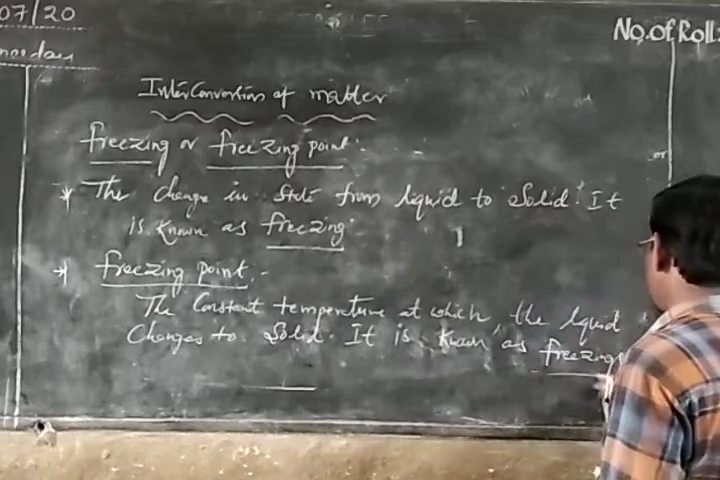 07/20
No. of Roll:
Interconversion of matter
freezing or freezing point:-
* The change in state from liquid to solid. It
is known as freezing.
* freezing point:-
The Constant temperature at which, the liquid
Changes to Solid. It is known as freezing
or